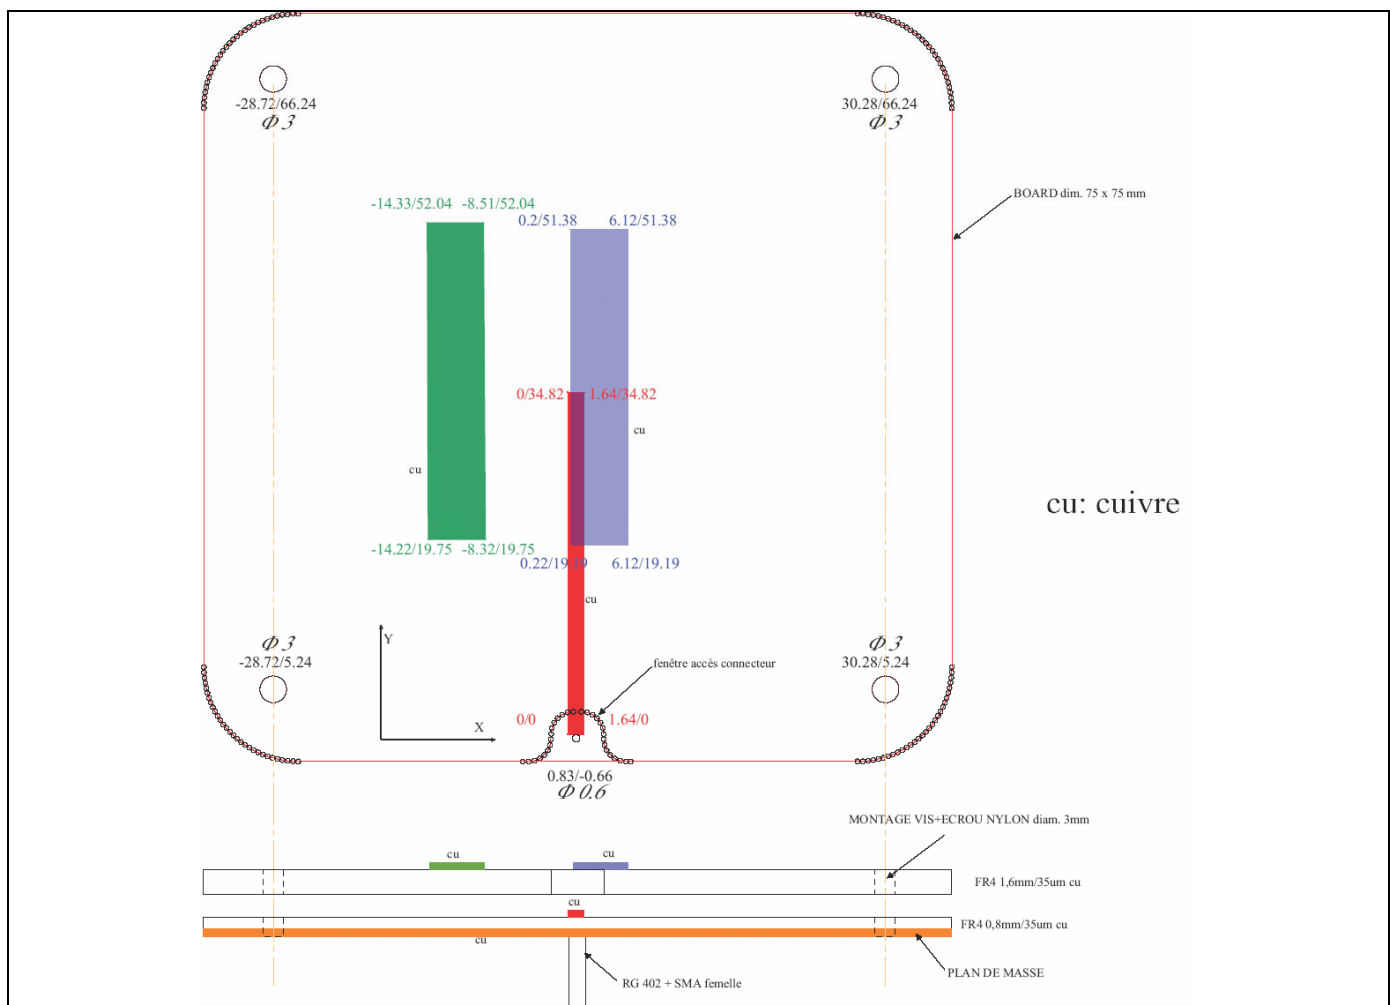 -28.72/66.24
Φ 3
30.28/66.24
Φ 3
BOARD dim. 75 x 75 mm
-14.33/52.04 -8.51/52.04
0.2/51.38 6.12/51.38
0/34.82 1.64/34.82
cu
cu
cu: cuivre
-14.22/19.75 -8.32/19.75
0.22/19.19 6.12/19.19
cu
Y
X
Φ 3
-28.72/5.24
Φ 3
30.28/5.24
fenêtre accès connecteur
0/0 1.64/0
0.83/-0.66
Φ 0.6
MONTAGE VIS+ECROU NYLON diam. 3mm
cu cu
FR4 1,6mm/35um cu
cu
FR4 0,8mm/35um cu
cu
PLAN DE MASSE
RG 402 + SMA femelle